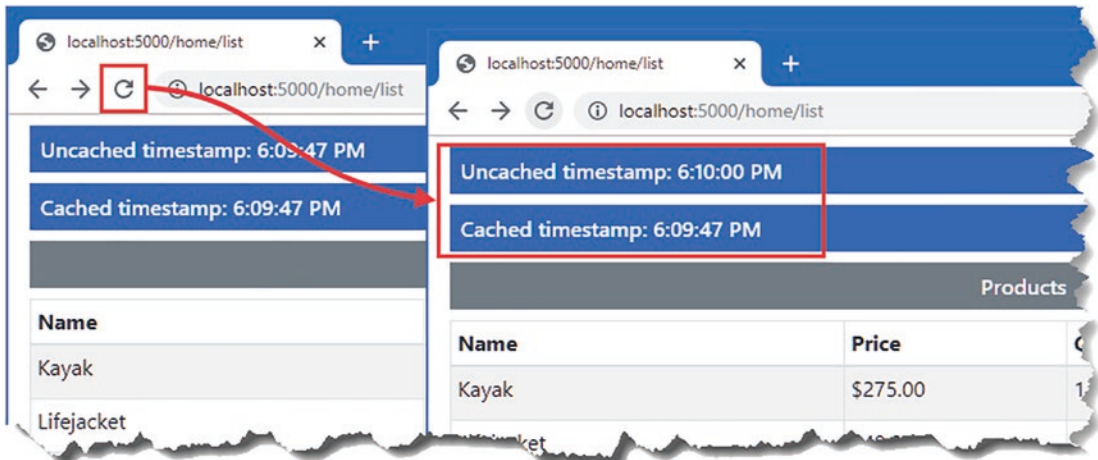 localhost:5000/home/list
localhost:5000/home/list
Uncached timestamp: 6:09:47 PM
Cached timestamp: 6:09:47 PM
Name
Kayak
Lifejacket
localhost:5000/home/list
localhost:5000/home/list
Uncached timestamp: 6:10:00 PM
Cached timestamp: 6:09:47 PM
Products
Name Price
Kayak $275.00